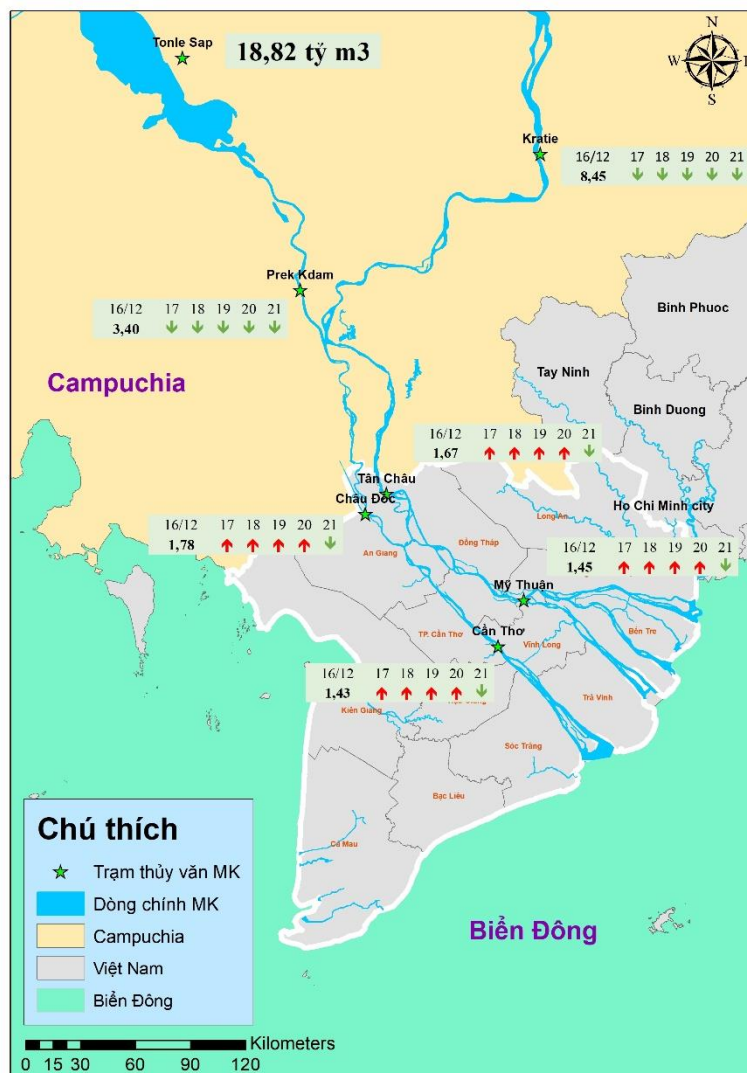 Tonle Sap
18,82 tỷ m3
N
W E
S
Kratie
16/12 17 18 19 20 21
8,45
Prek Kdam
16/12 17 18 19 20 21
3,40
Binh Phuoc
Tay Ninh
Campuchia
Binh Duong
16/12 17 18 19 20 21
1,67
Tân Châu
Châu Đốc
Long An
Ho Chi Minh city
16/12 17 18 19 20 21
1,78
An Giang
Đồng Tháp
16/12 17 18 19 20 21
1,45
Mỹ Thuận
TP. Cần Thơ
Cần Thơ
Vĩnh Long
Bến Tre
16/12 17 18 19 20 21
1,43
Kiên Giang
Trà Vinh
Sóc Trăng
Bạc Liêu
Cà Mau
Biển Đông
Chú thích
Trạm thủy văn MK
Dòng chính MK
Campuchia
Việt Nam
Biển Đông
Kilometers
0 15 30 60 90 120